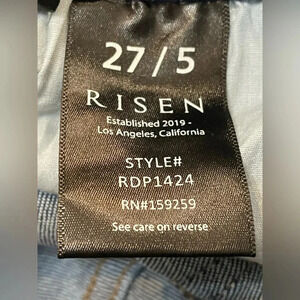 27 / 5
RISEN
Established 2019 -
Los Angeles, California
STYLE#
RDP1424
RN#159259
See care on reverse